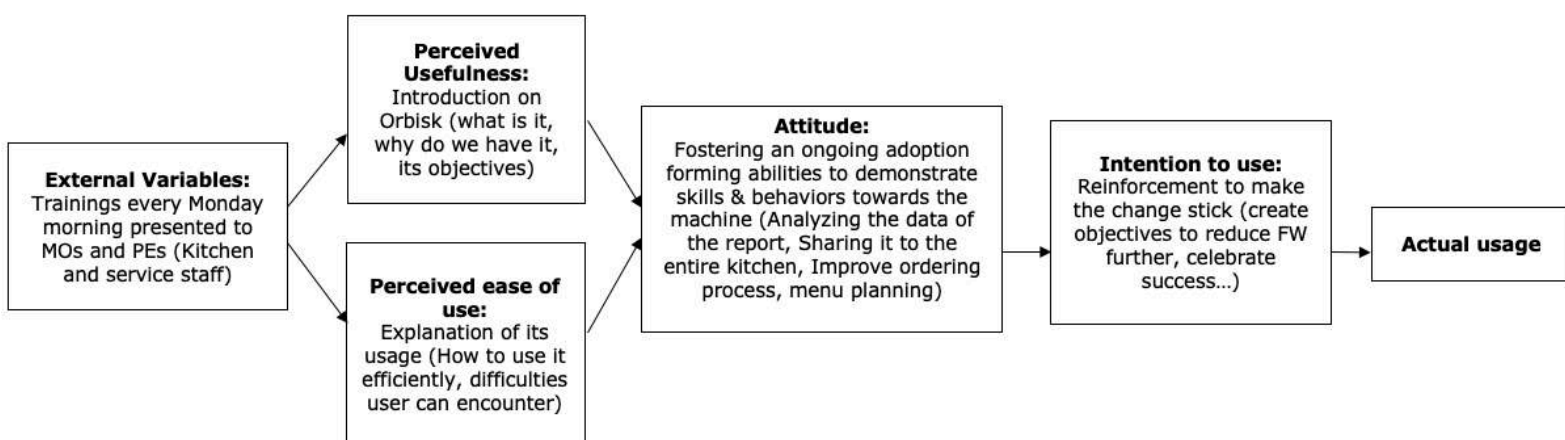 External Variables:
Trainings every Monday
morning presented to
MOs and PEs (Kitchen
and service staff)
Perceived
Usefulness:
Introduction on
Orbisk (what is it,
why do we have it,
its objectives)
Perceived ease of
use:
Explanation of its
usage (How to use it
efficiently, difficulties
user can encounter)
Attitude:
Fostering an ongoing adoption
forming abilities to demonstrate
skills & behaviors towards the
machine (Analyzing the data of
the report, Sharing it to the
entire kitchen, Improve ordering
process, menu planning)
Intention to use:
Reinforcement to make
the change stick (create
objectives to reduce FW
further, celebrate
success…)
Actual usage